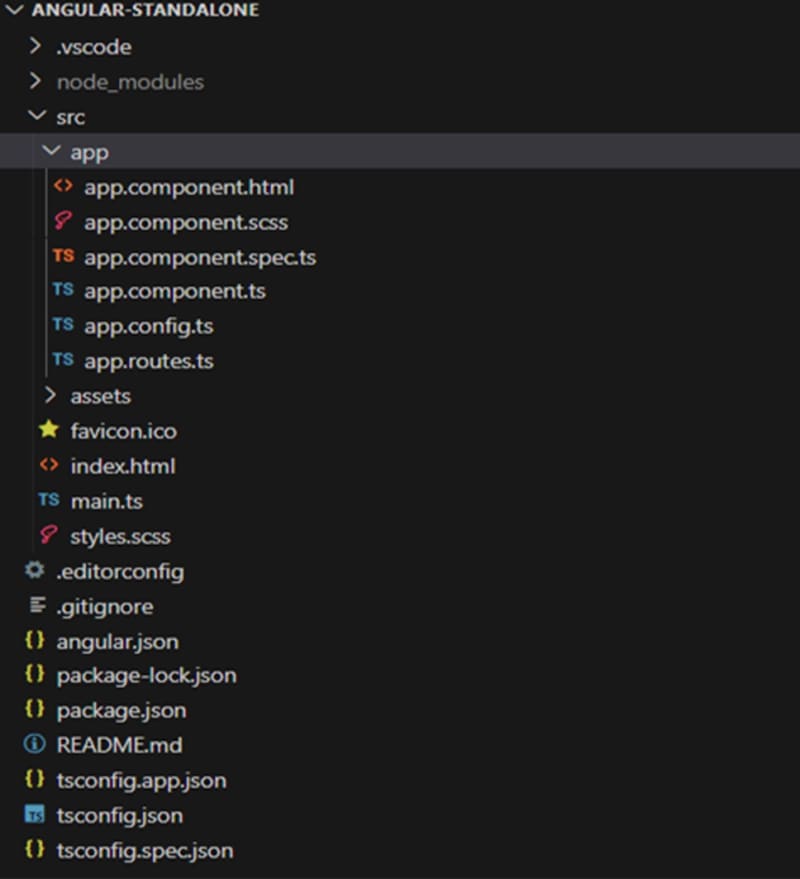 ANGULAR-STANDALONE
.vscode
node_modules
src
app
<> app.component.html
app.component.scss
TS app.component.spec.ts
TS app.component.ts
TS app.config.ts
TS app.routes.ts
assets
favicon.ico
<> index.html
TS main.ts
styles.scss
.editorconfig
.gitignore
{} angular.json
{} package-lock.json
{} package.json
README.md
{} tsconfig.app.json
TS tsconfig.json
{} tsconfig.spec.json